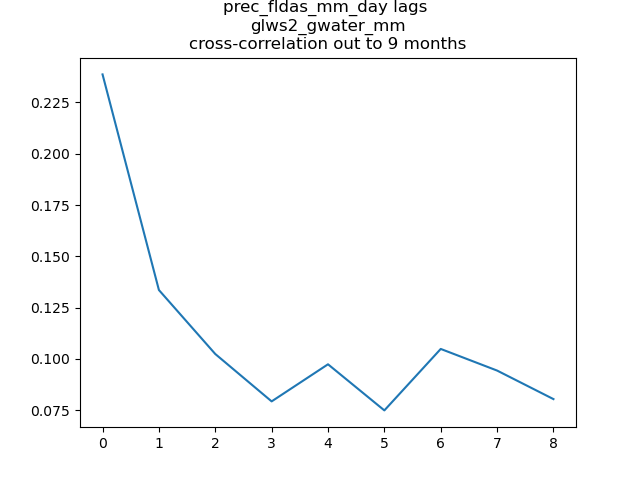 prec_fldas_mm_day lags
glws2_gwater_mm
cross-correlation out to 9 months
0.225
0.200
0.175
0.150
0.125
0.100
0.075
0 1 2 3 4 5 6 7 8